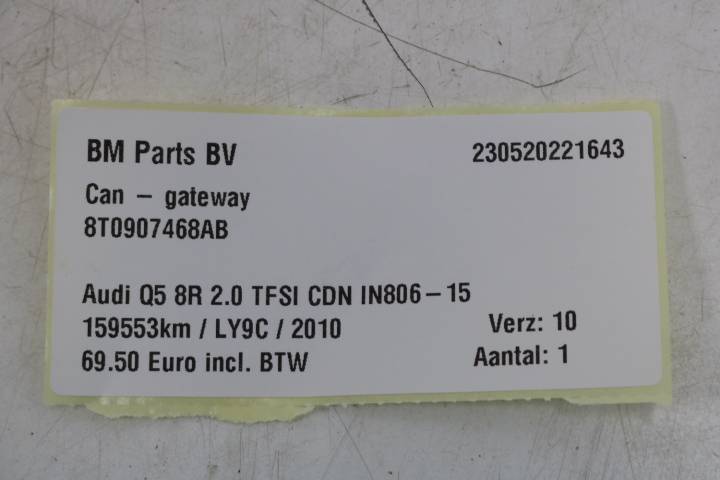 BM Parts BV 230520221643
Can - gateway
8T0907468AB
Audi Q5 8R 2.0 TFSI CDN IN806-15
159553km / LY9C / 2010 Verz: 10
69.50 Euro incl. BTW Aantal: 1